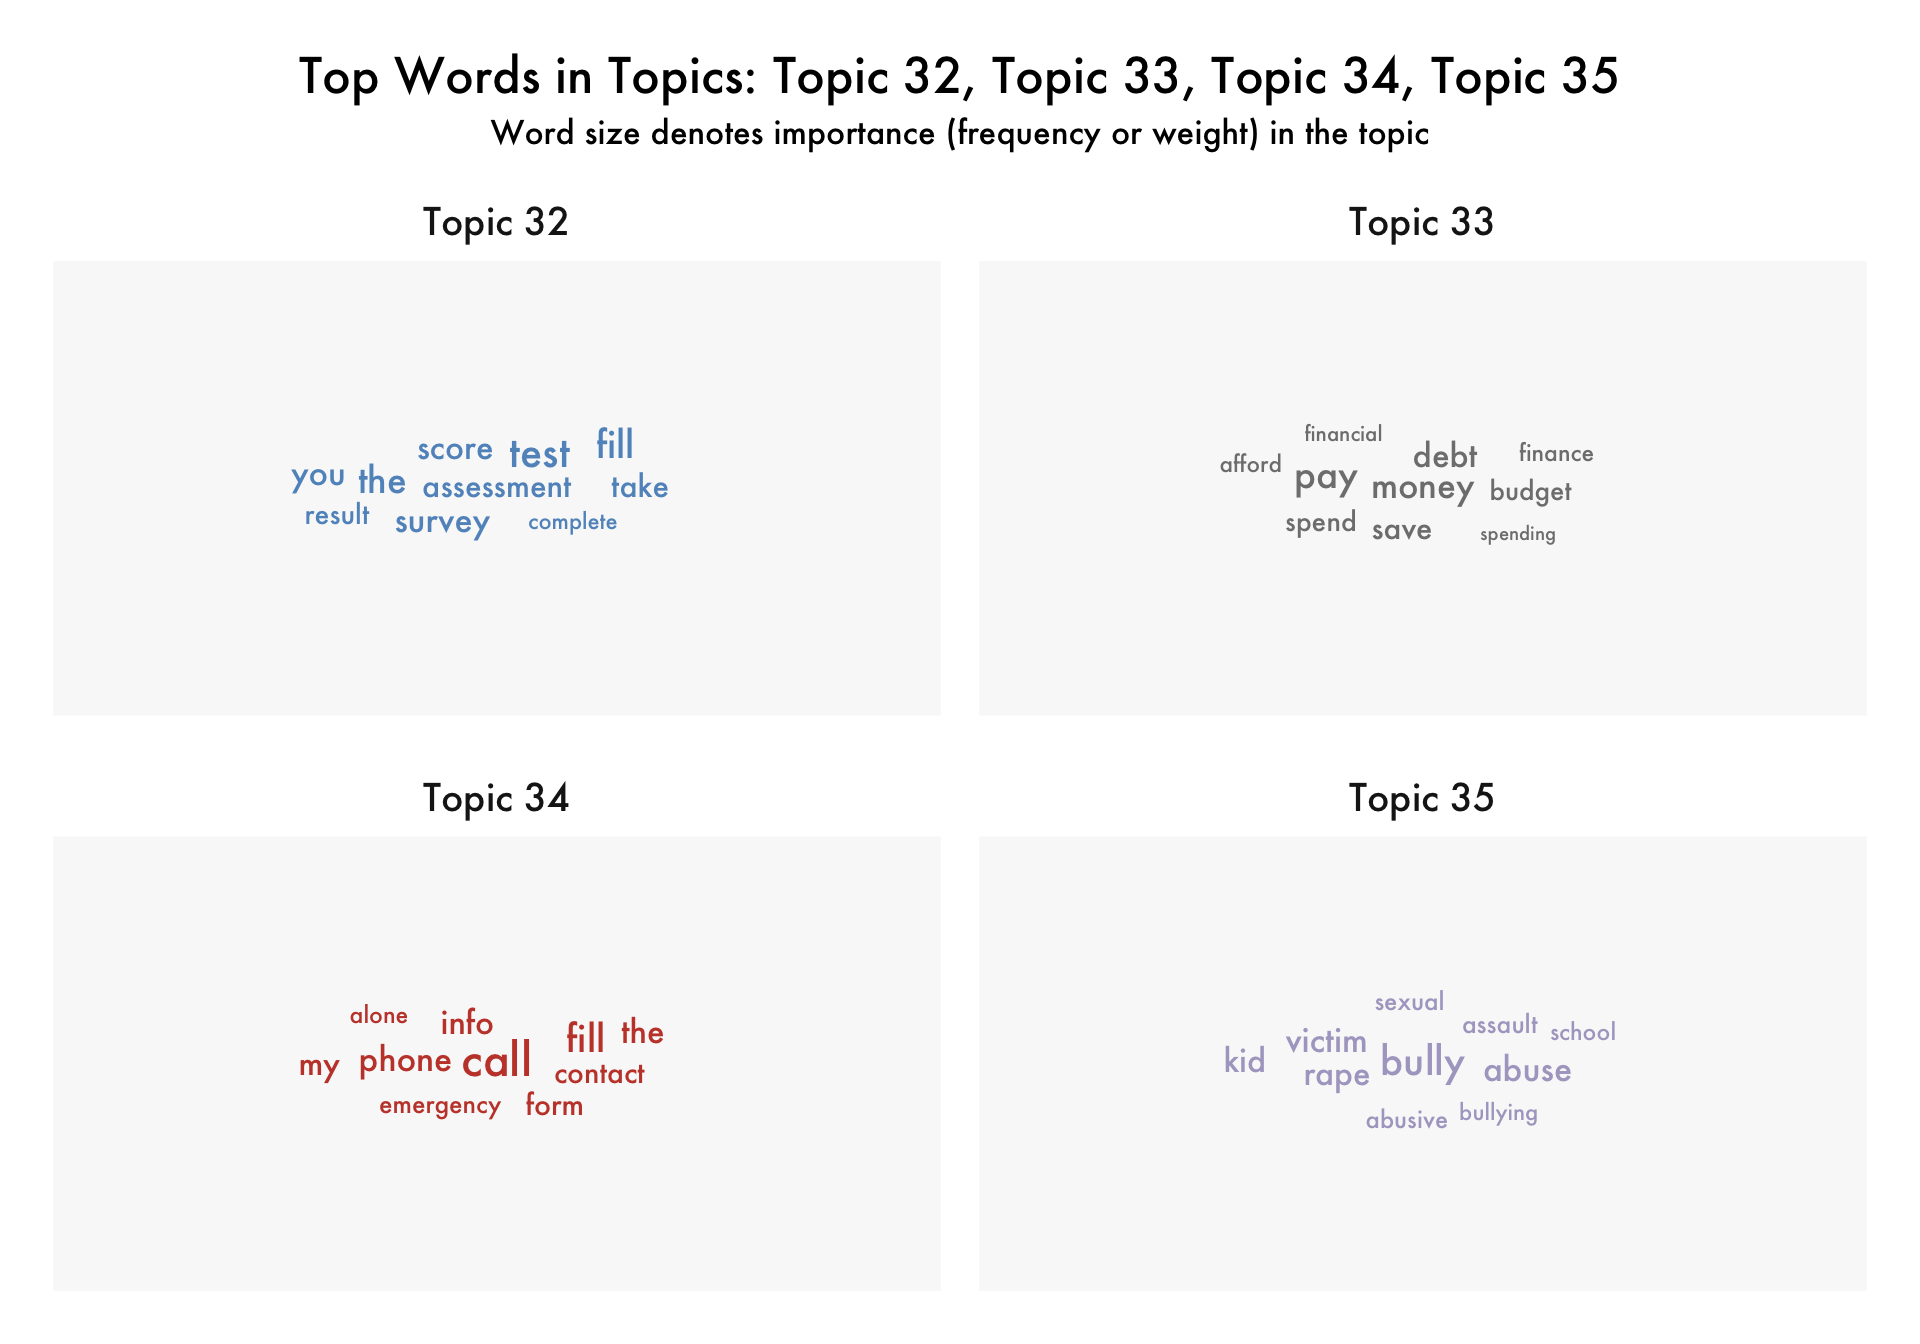 Top Words in Topics: Topic 32, Topic 33, Topic 34, Topic 35
Word size denotes importance (frequency or weight) in the topic
Topic 32
score test fill
you the assessment take
result survey complete
Topic 33
financial
afford debt finance
pay money budget
spend save spending
Topic 34
alone info fill the
my phone call contact
emergency form
Topic 35
sexual
assault school
kid victim bully abuse
rape
abusive bullying